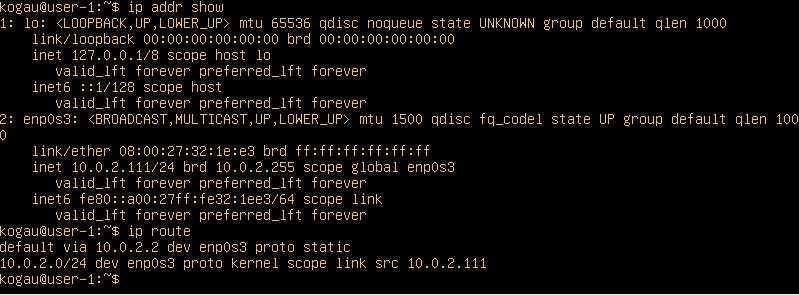 kogau@user-1:~$ ip addr show
1: lo: <LOOPBACK,UP,LOWER_UP> mtu 65536 qdisc noqueue state UNKNOWN group default qlen 1000
    link/loopback 00:00:00:00:00:00 brd 00:00:00:00:00:00
    inet 127.0.0.1/8 scope host lo
       valid_lft forever preferred_lft forever
    inet6 ::1/128 scope host
       valid_lft forever preferred_lft forever
2: enp0s3: <BROADCAST,MULTICAST,UP,LOWER_UP> mtu 1500 qdisc fq_codel state UP group default qlen 100
0
    link/ether 08:00:27:32:1e:e3 brd ff:ff:ff:ff:ff:ff
    inet 10.0.2.111/24 brd 10.0.2.255 scope global enp0s3
       valid_lft forever preferred_lft forever
    inet6 fe80::a00:27ff:fe32:1ee3/64 scope link
       valid_lft forever preferred_lft forever
kogau@user-1:~$ ip route
default via 10.0.2.2 dev enp0s3 proto static
10.0.2.0/24 dev enp0s3 proto kernel scope link src 10.0.2.111
kogau@user-1:~$